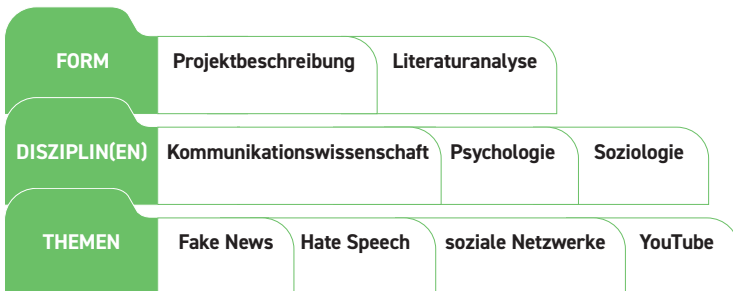 FORM Projektbeschreibung Literaturanalyse
DISZIPLIN(EN) Kommunikationswissenschaft Psychologie Soziologie
THEMEN Fake News Hate Speech soziale Netzwerke YouTube